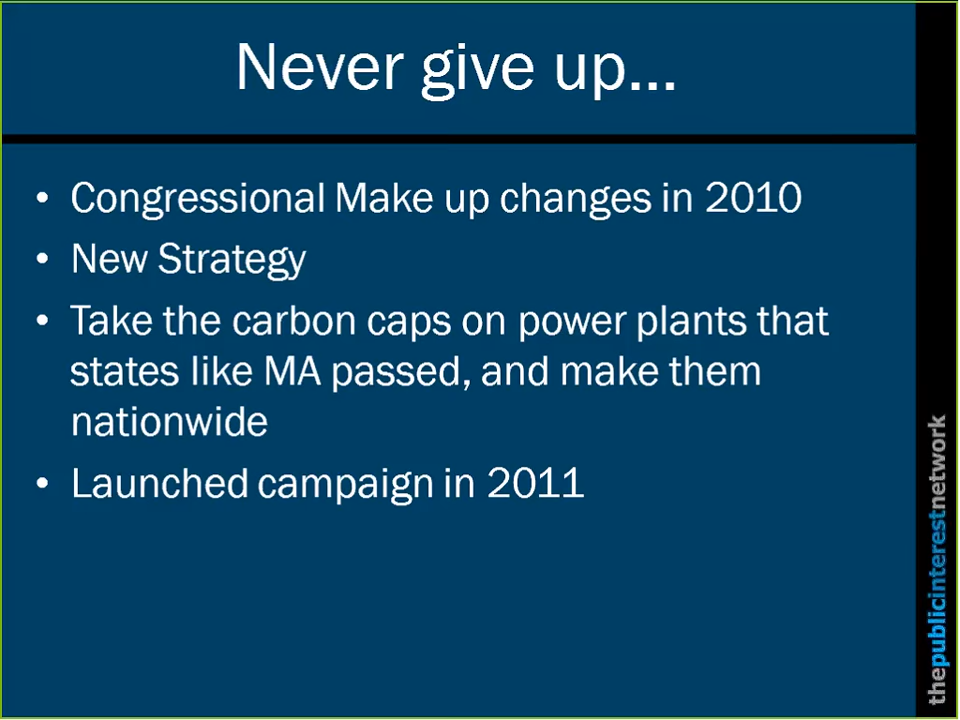 Never give up...
• Congressional Make up changes in 2010
• New Strategy
• Take the carbon caps on power plants that
states like MA passed, and make them
nationwide
• Launched campaign in 2011
thepublicinterestnetwork